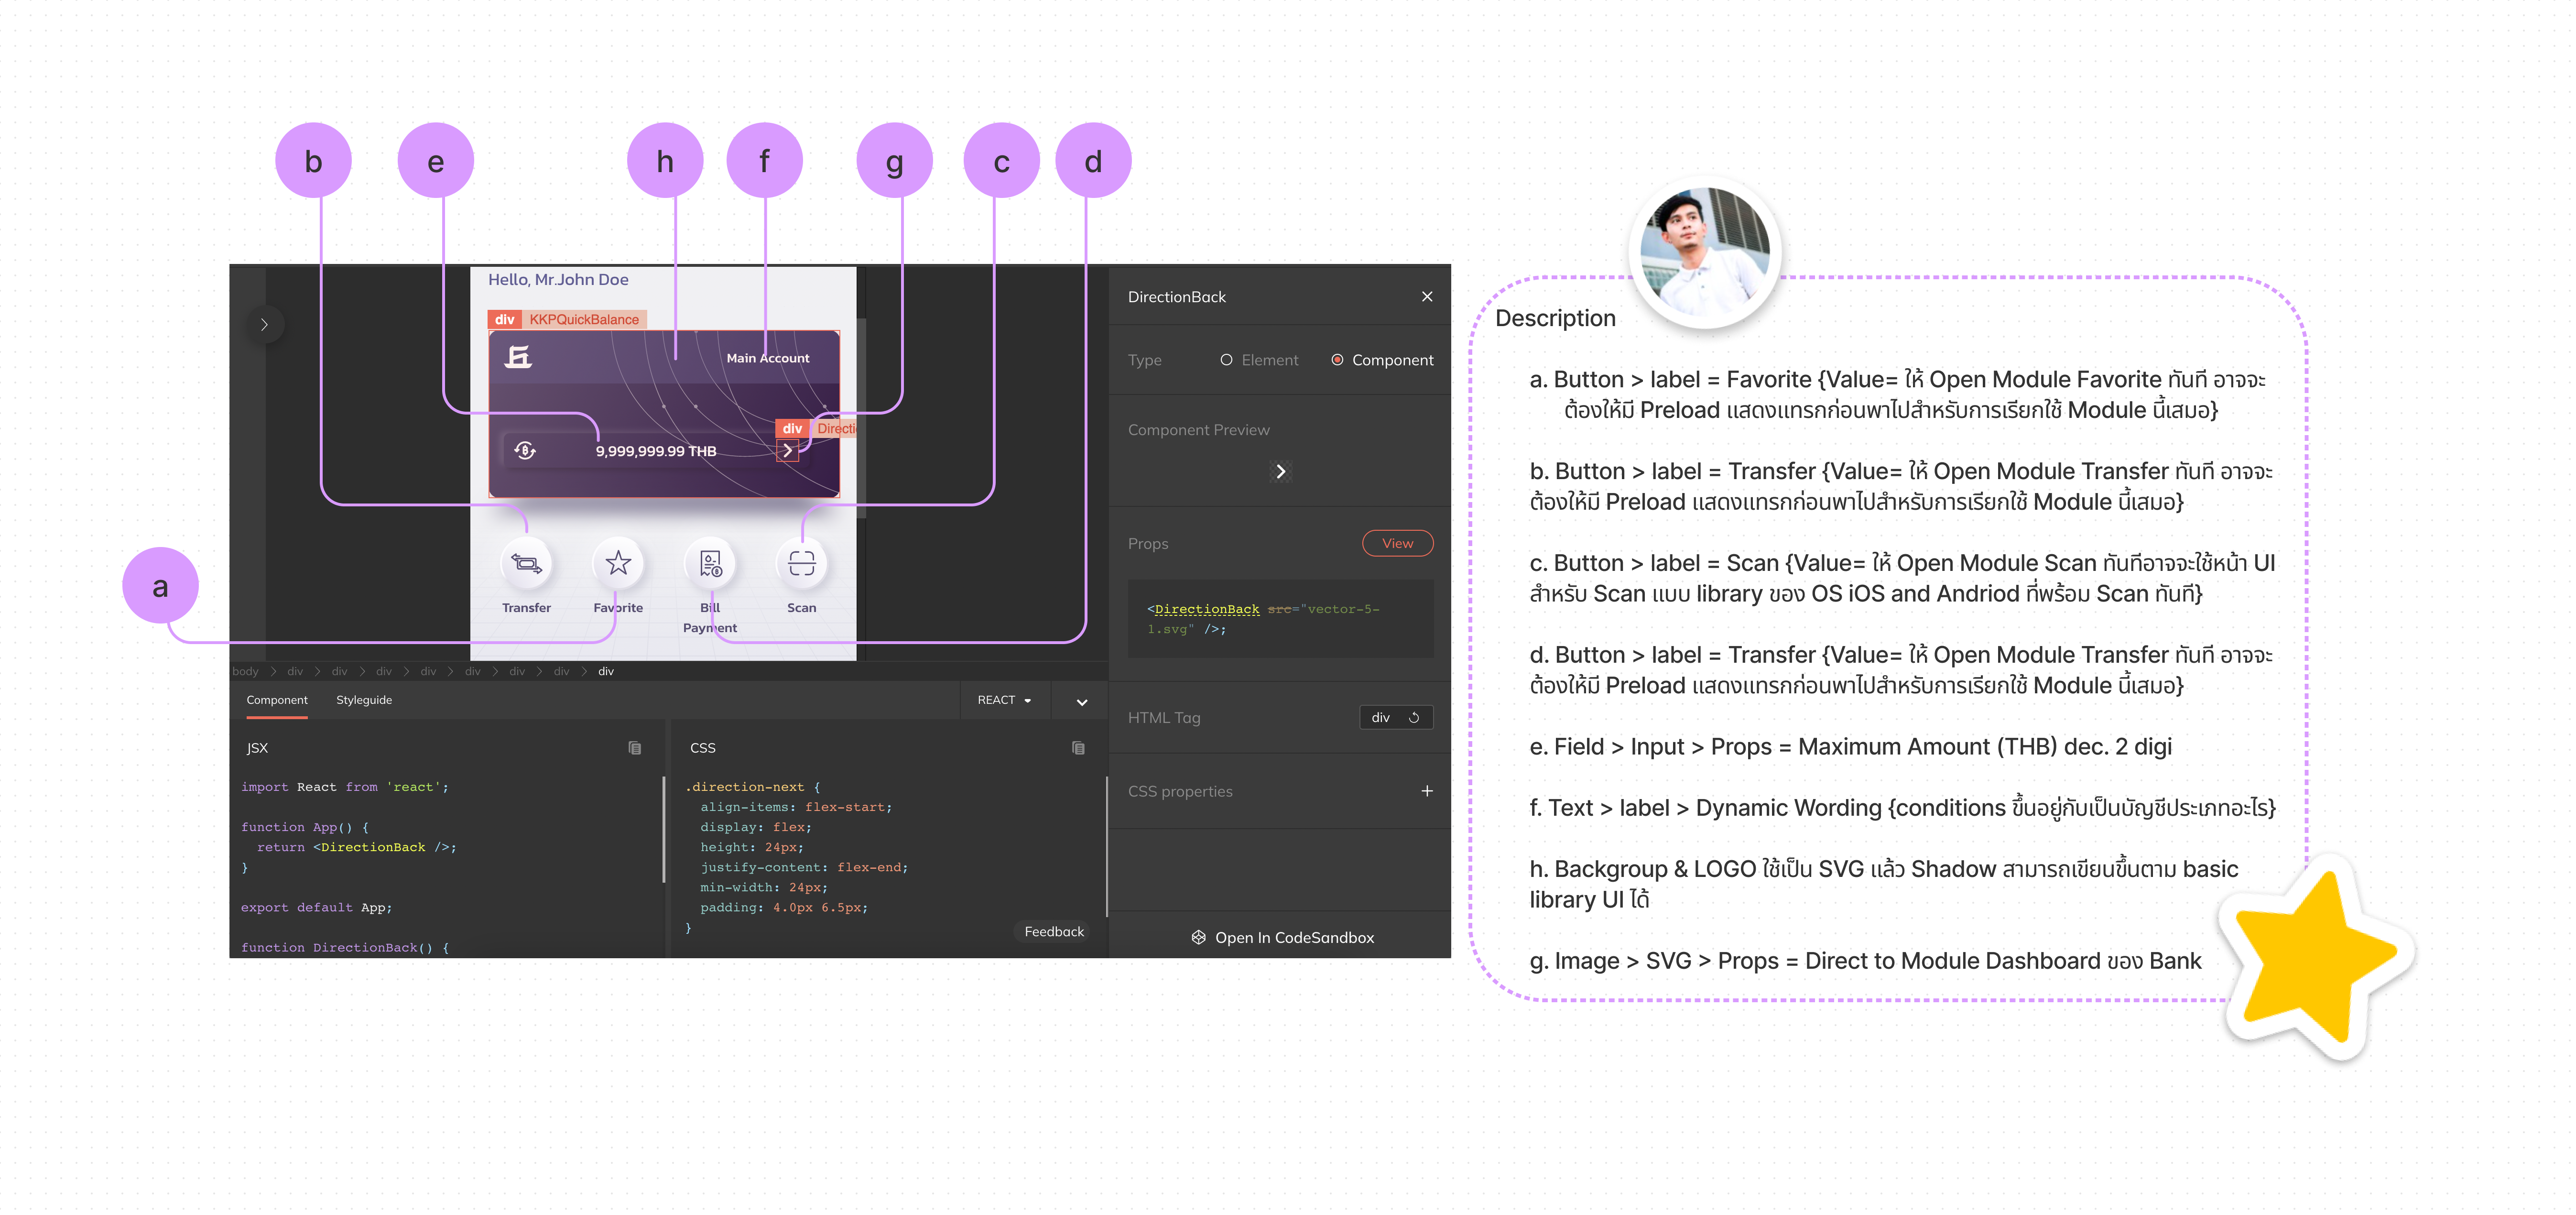 b
e
h
f
g
c
d
a
Hello, Mr.John Doe
div KKPQuickBalance
Main Account
div Directi
9,999,999.99 THB
Transfer
Favorite
Bill
Payment
Scan
body div div div div div div div div
Component Styleguide
REACT
JSX
import React from 'react';
function App() {
return <DirectionBack />;
}
export default App;
function DirectionBack() {
CSS
.direction-next {
align-items: flex-start;
display: flex;
height: 24px;
justify-content: flex-end;
min-width: 24px;
padding: 4.0px 6.5px;
}
Feedback
DirectionBack
Type Element Component
Component Preview
Props View
<DirectionBack src="vector-5-
1.svg" />;
HTML Tag div
CSS properties
Open In CodeSandbox
Description
a. Button > label = Favorite {Value= ให้ Open Module Favorite ทันที อาจจะ
ต้องให้มี Preload แสดงแทรกก่อนพาไปสำหรับการเรียกใช้ Module นี้เสมอ}
b. Button > label = Transfer {Value= ให้ Open Module Transfer ทันที อาจจะ
ต้องให้มี Preload แสดงแทรกก่อนพาไปสำหรับการเรียกใช้ Module นี้เสมอ}
c. Button > label = Scan {Value= ให้ Open Module Scan ทันทีอาจจะใช้หน้า UI
สำหรับ Scan แบบ library ของ OS iOS and Andriod ที่พร้อม Scan ทันที}
d. Button > label = Transfer {Value= ให้ Open Module Transfer ทันที อาจจะ
ต้องให้มี Preload แสดงแทรกก่อนพาไปสำหรับการเรียกใช้ Module นี้เสมอ}
e. Field > Input > Props = Maximum Amount (THB) dec. 2 digi
f. Text > label > Dynamic Wording {conditions ขึ้นอยู่กับเป็นบัญชีประเภทอะไร}
h. Backgroup & LOGO ใช้เป็น SVG แล้ว Shadow สามารถเขียนขึ้นตาม basic
library UI ได้
g. Image > SVG > Props = Direct to Module Dashboard ของ Bank